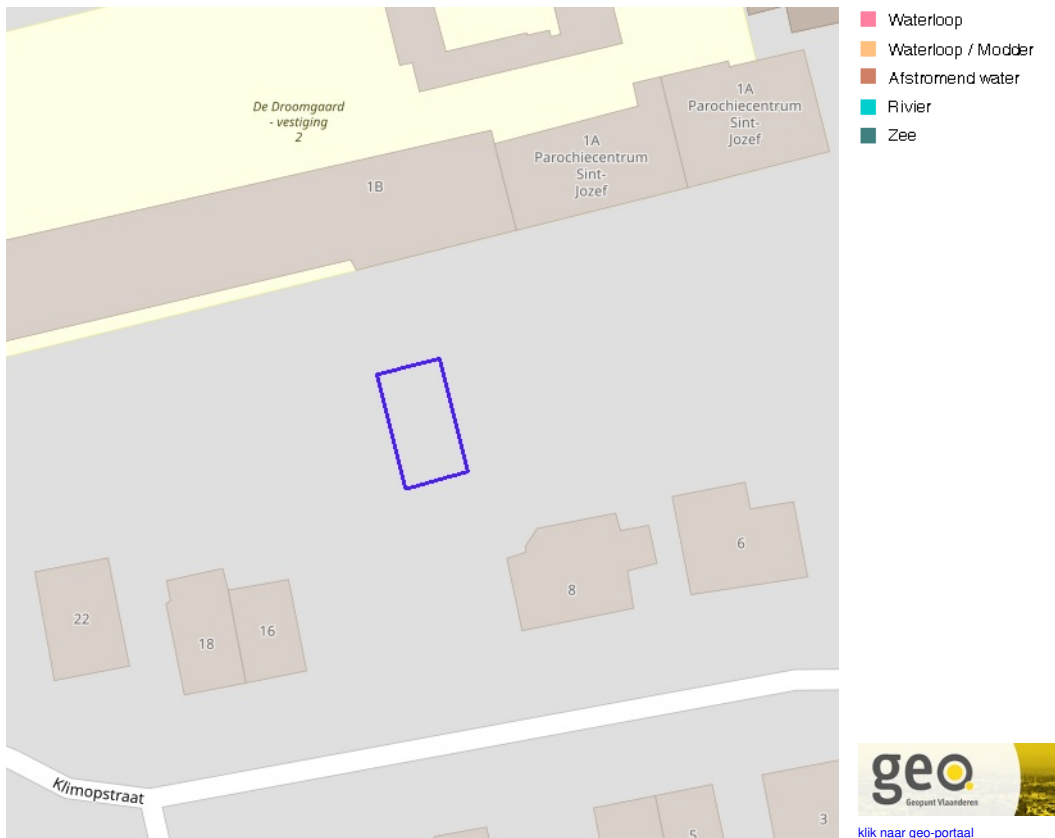 De Droomgaard
- vestiging
2
1B
1A
Parochiecentrum
Sint-
Jozef
1A
Parochiecentrum
Sint-
Jozef
22
18
16
8
6
Klimopstraat
5
3
Waterloop
Waterloop / Modder
Afstromend water
Rivier
Zee
geo
Geopunt Vlaanderen
klik naar geo-portaal